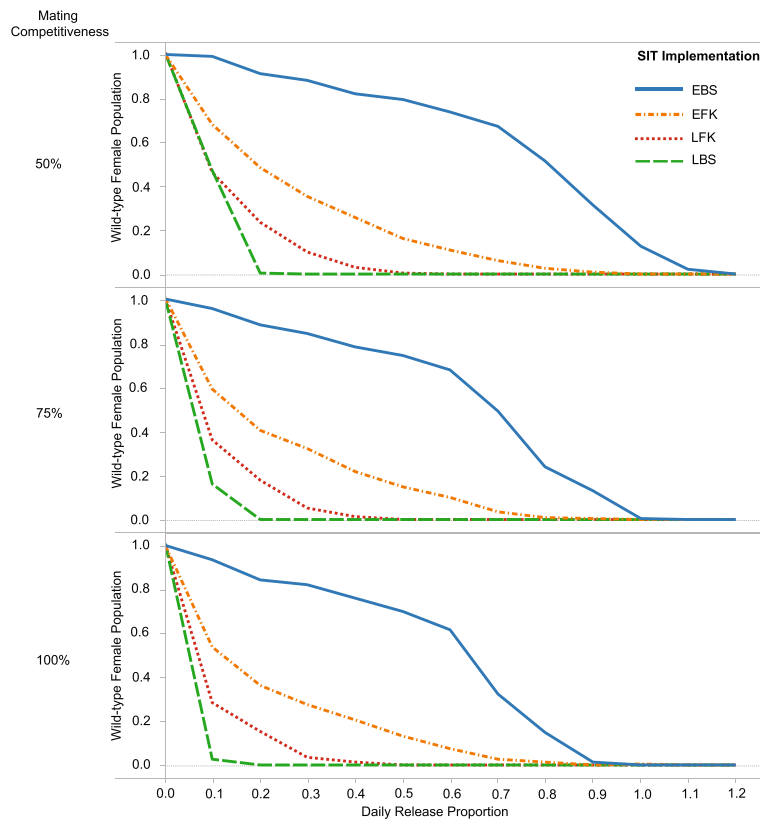 Mating
Competitiveness
50%
Wild-type Female Population
1.0
0.8
0.6
0.4
0.2
0.0
SIT Implementation
EBS
EFK
LFK
LBS
75%
Wild-type Female Population
1.0
0.8
0.6
0.4
0.2
0.0
100%
Wild-type Female Population
1.0
0.8
0.6
0.4
0.2
0.0
0.0 0.1 0.2 0.3 0.4 0.5 0.6 0.7 0.8 0.9 1.0 1.1 1.2
Daily Release Proportion